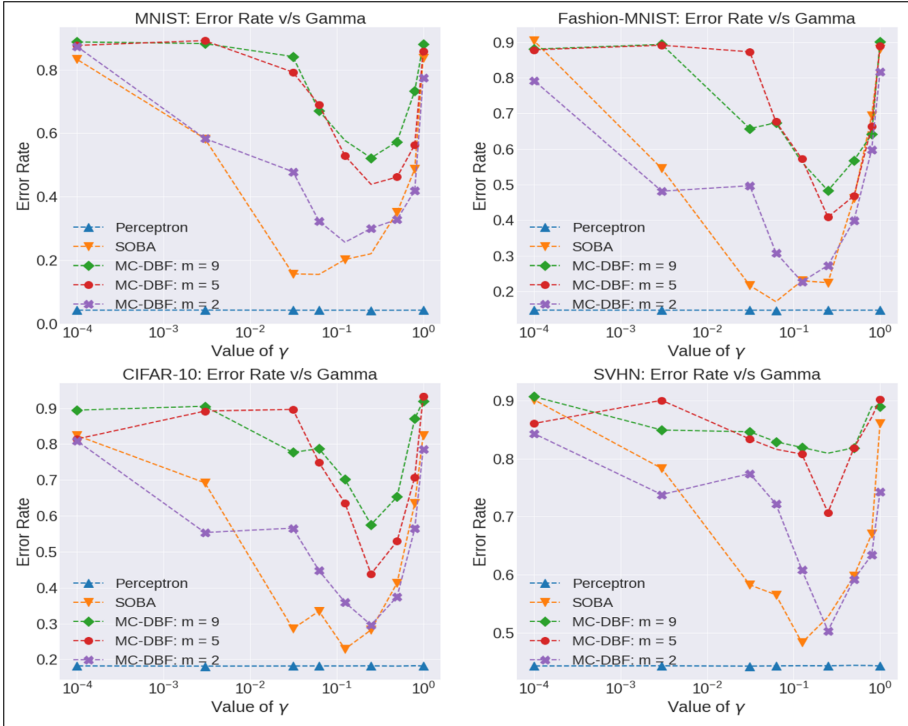 MNIST: Error Rate v/s Gamma
Error Rate
0.8
0.6
0.4
0.2
0.0
Perceptron
SOBA
MC-DBF: m = 9
MC-DBF: m = 5
MC-DBF: m = 2
10⁻⁴
10⁻³
10⁻²
10⁻¹
10⁰
Value of γ
Fashion-MNIST: Error Rate v/s Gamma
Error Rate
0.9
0.8
0.7
0.6
0.5
0.4
0.3
0.2
Perceptron
SOBA
MC-DBF: m = 9
MC-DBF: m = 5
MC-DBF: m = 2
10⁻⁴
10⁻³
10⁻²
10⁻¹
10⁰
Value of γ
CIFAR-10: Error Rate v/s Gamma
Error Rate
0.9
0.8
0.7
0.6
0.5
0.4
0.3
0.2
Perceptron
SOBA
MC-DBF: m = 9
MC-DBF: m = 5
MC-DBF: m = 2
10⁻⁴
10⁻³
10⁻²
10⁻¹
10⁰
Value of γ
SVHN: Error Rate v/s Gamma
Error Rate
0.9
0.8
0.7
0.6
0.5
Perceptron
SOBA
MC-DBF: m = 9
MC-DBF: m = 5
MC-DBF: m = 2
10⁻⁴
10⁻³
10⁻²
10⁻¹
10⁰
Value of γ